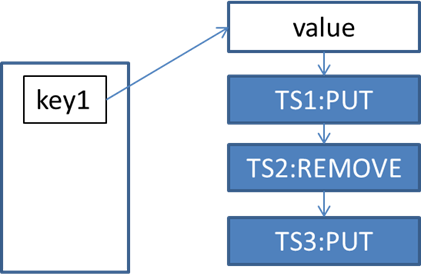 value
key1
TS1:PUT
TS2:REMOVE
TS3:PUT